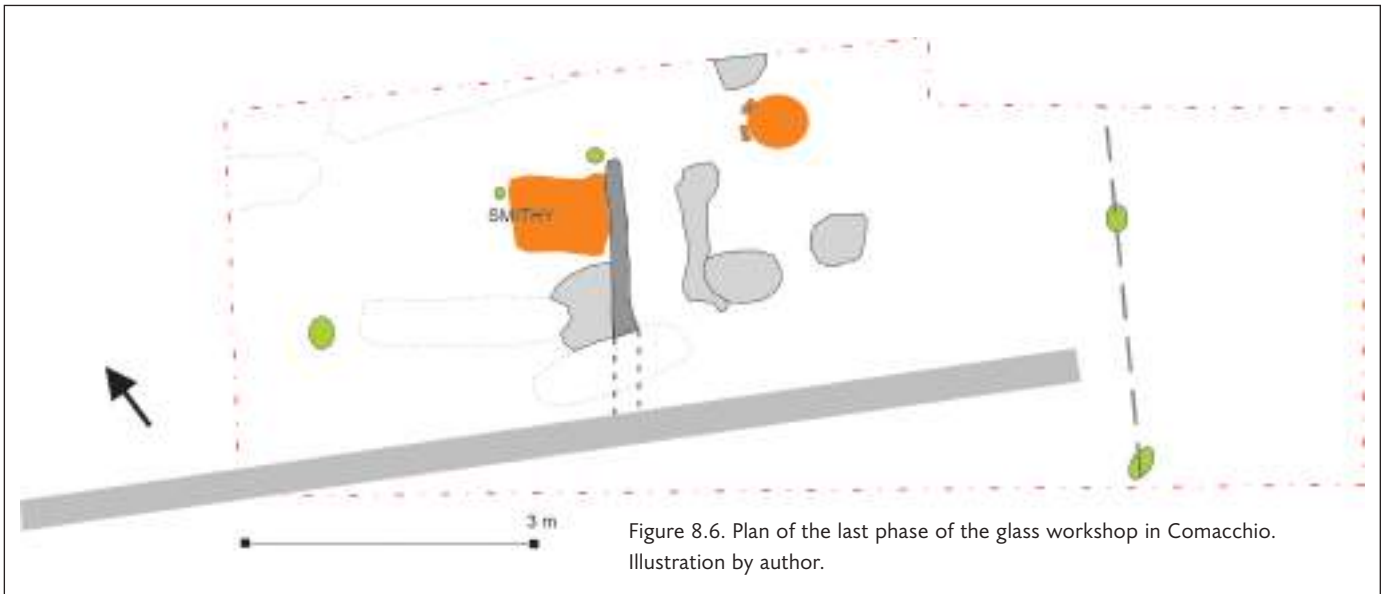 SMITHY
3 m
Figure 8.6. Plan of the last phase of the glass workshop in Comacchio.
Illustration by author.